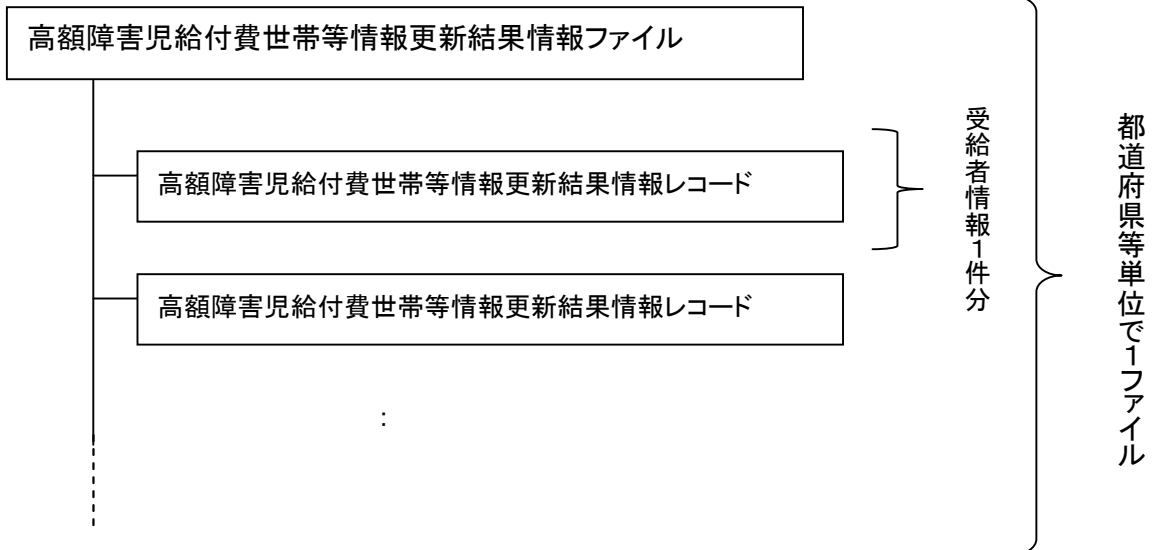 高額障害児給付費世帯等情報更新結果情報ファイル
高額障害児給付費世帯等情報更新結果情報レコード
高額障害児給付費世帯等情報更新結果情報レコード
:
受給者情報1件分
都道府県等単位で1ファイル